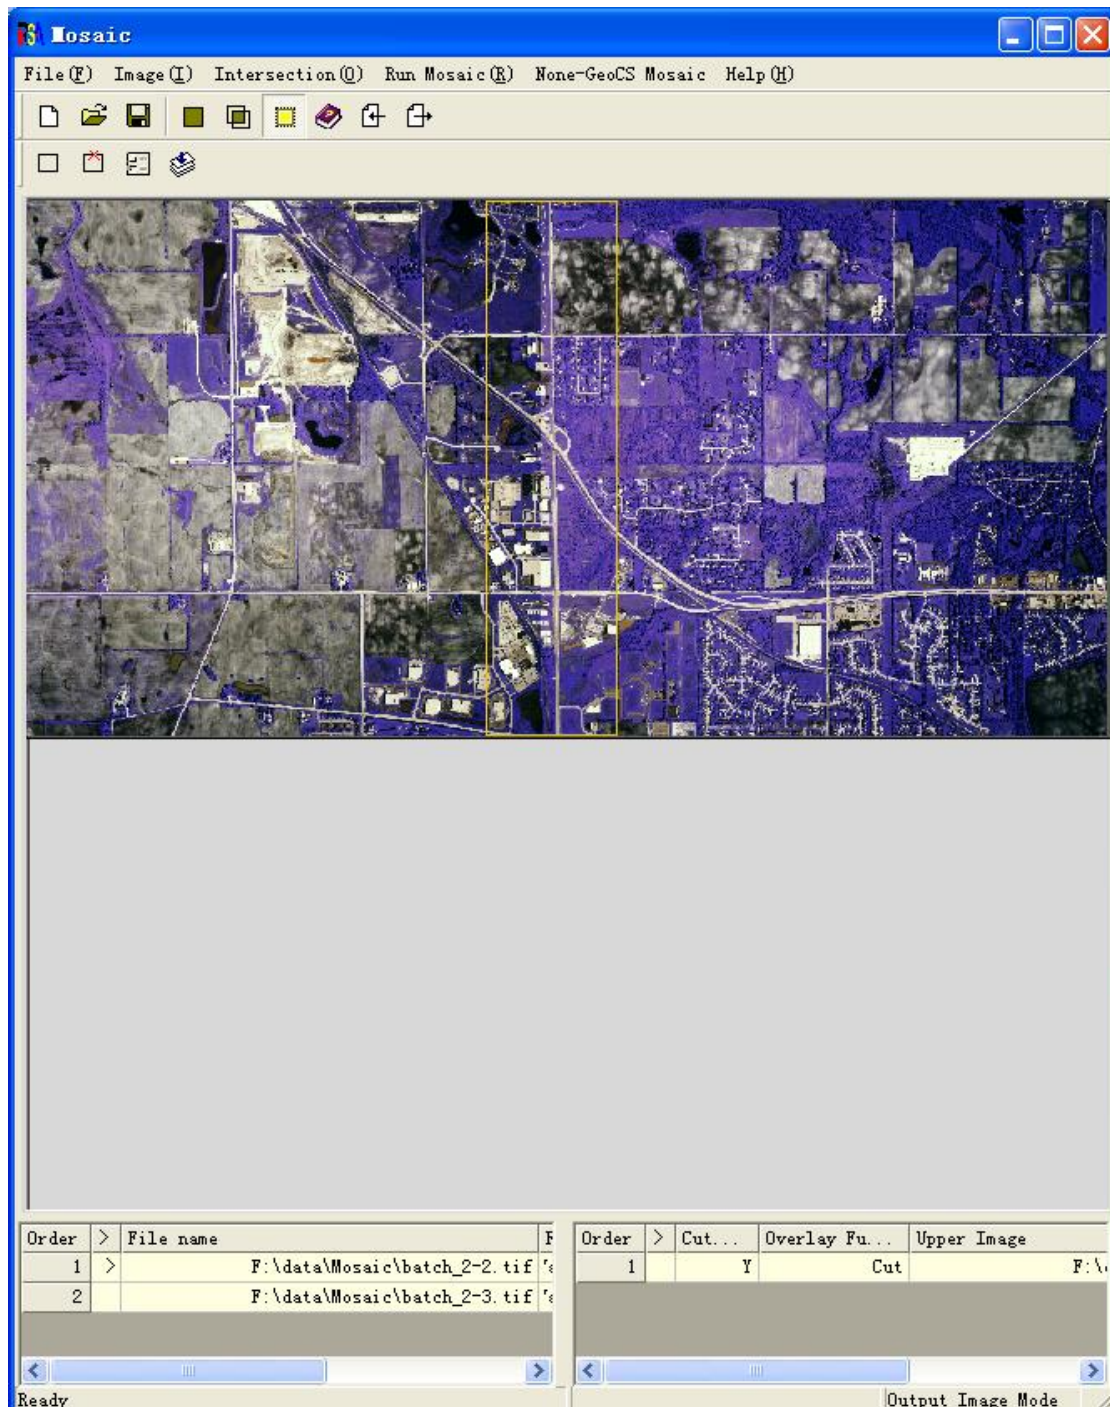 Mosaic
File(F) Image(I) Intersection(O) Run Mosaic(R) None-GeoCS Mosaic Help(H)
Order > File name F
1 > F:\data\Mosaic\batch_2-2.tif
2 F:\data\Mosaic\batch_2-3.tif
Order > Cut... Overlay Fu... Upper Image
1 Y Cut F:\
Ready
Output Image Mode